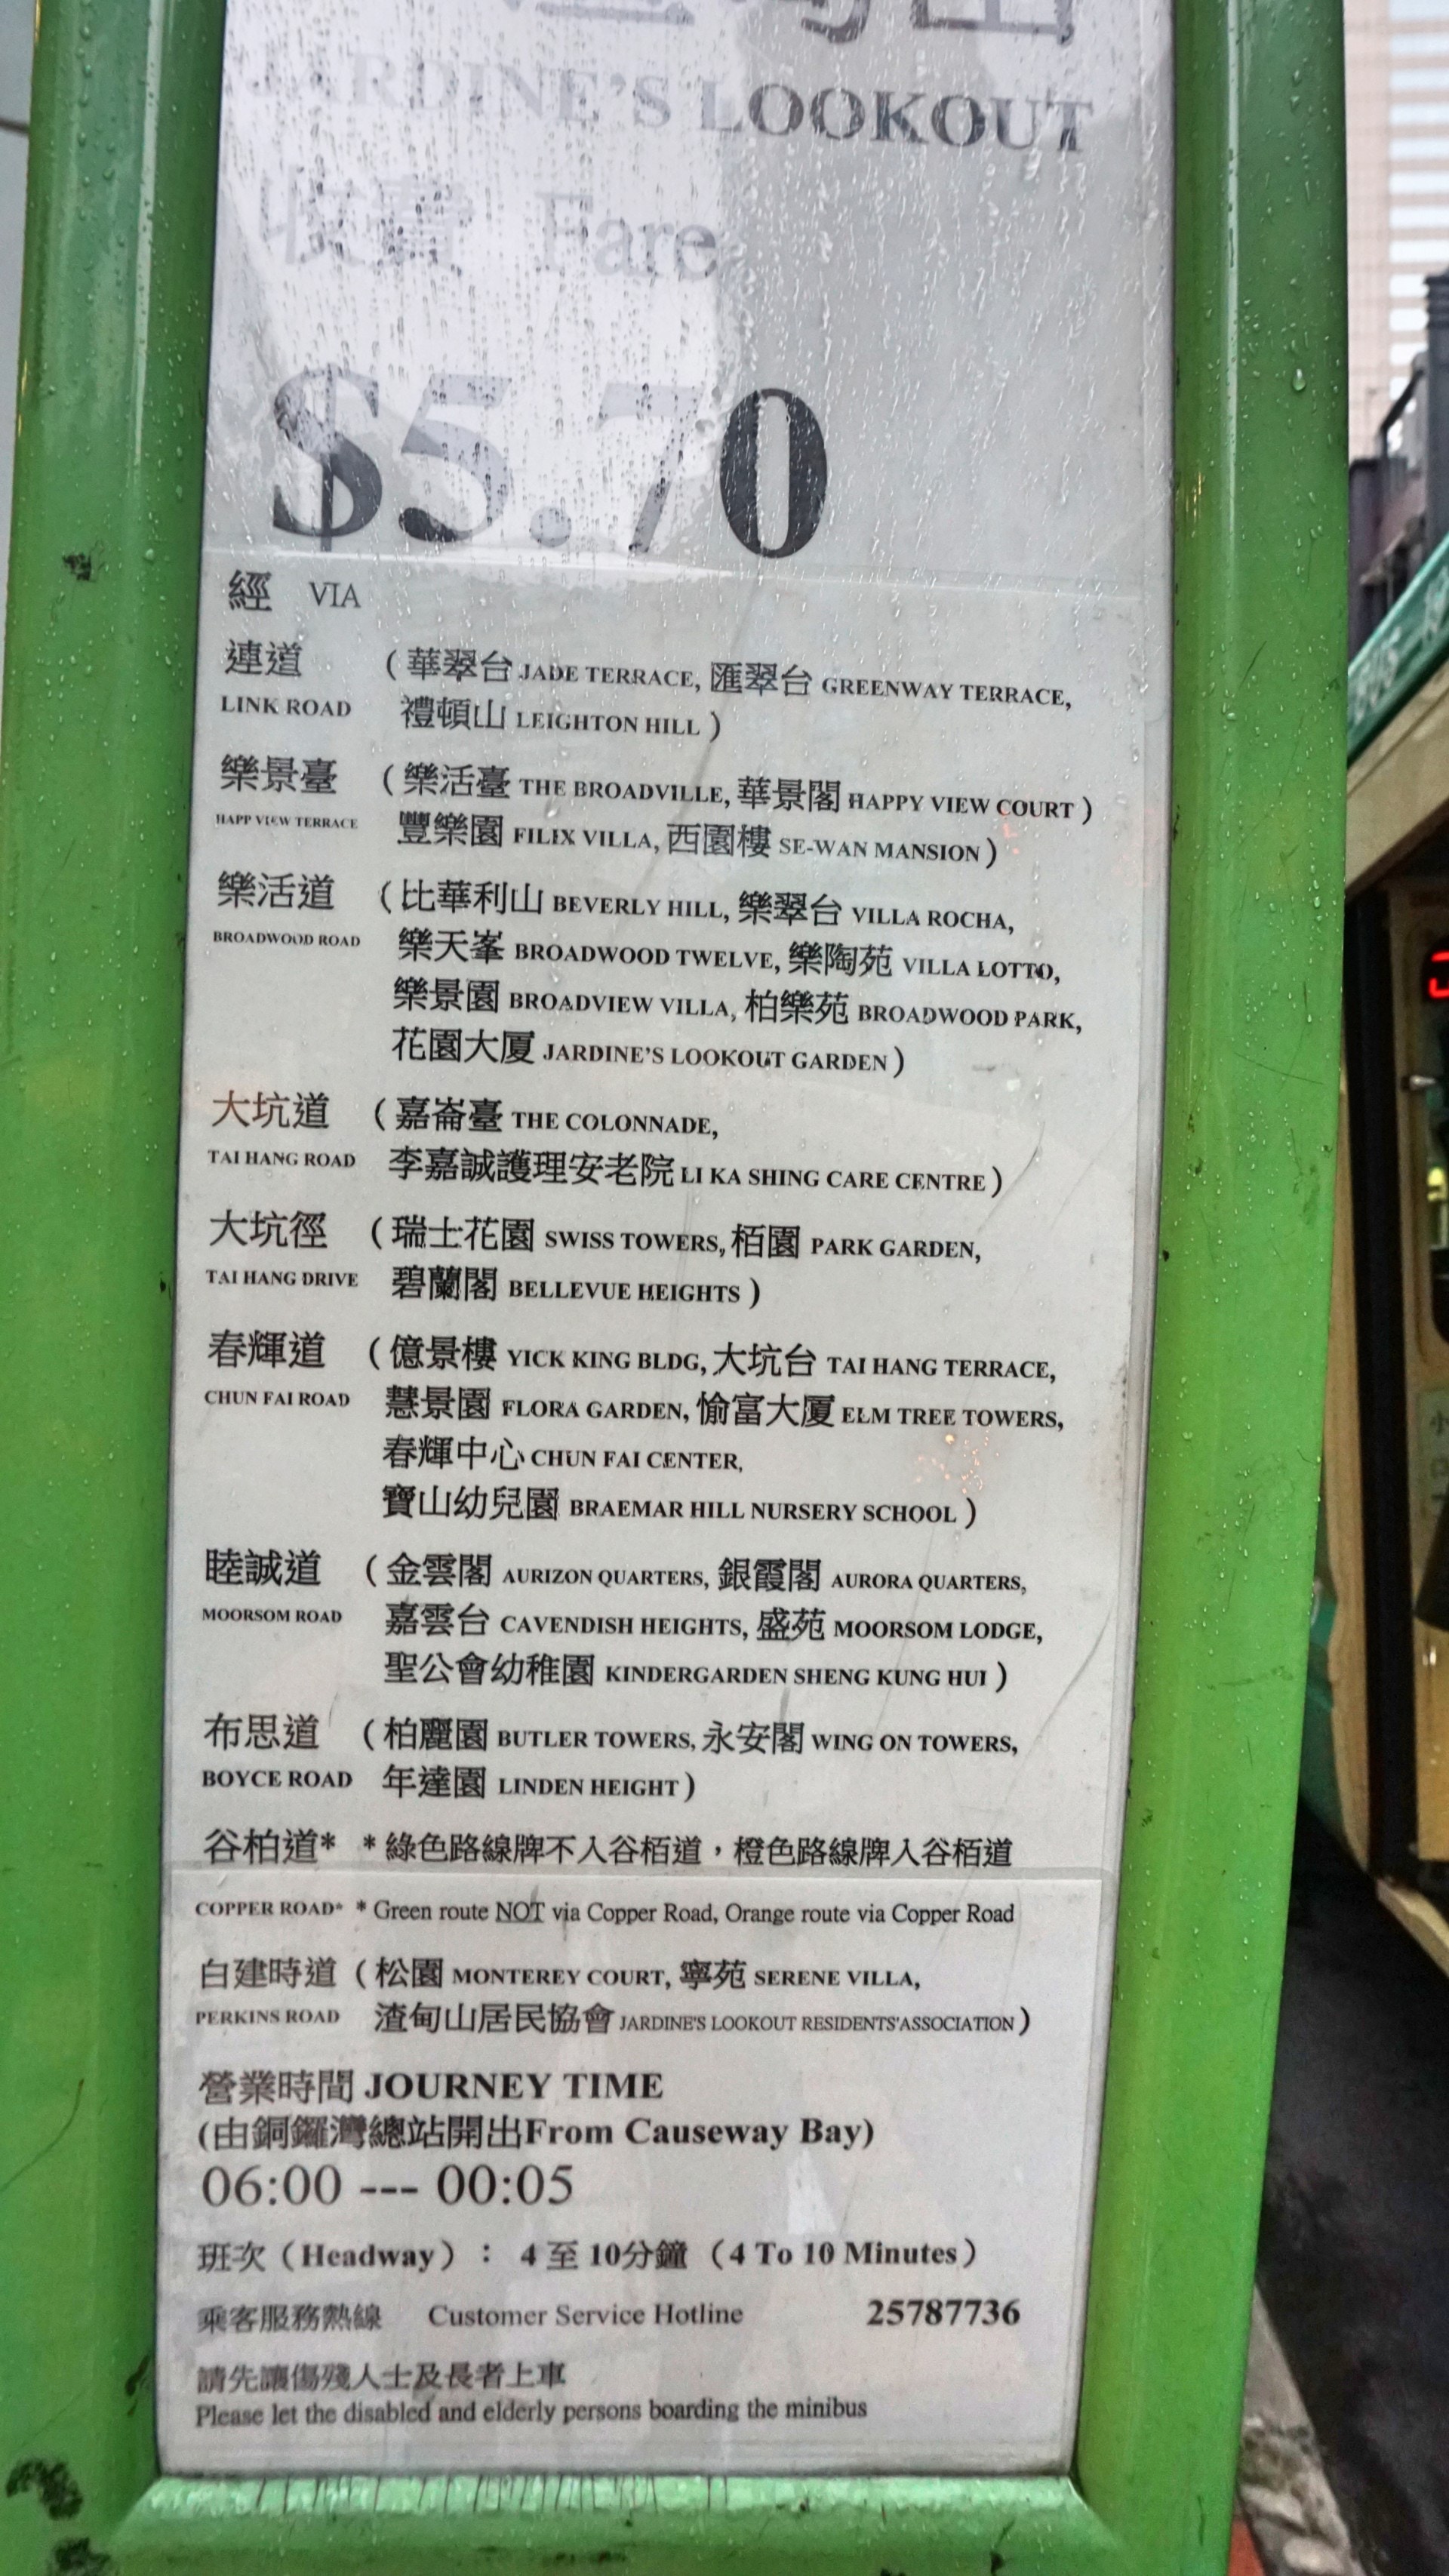 JARDINE'S LOOKOUT
收費 Fare
$5.70
經 VIA
連道 (華翠台 JADE TERRACE, 匯翠台 GREENWAY TERRACE,
LINK ROAD 禮頓山 LEIGHTON HILL )
樂景臺 (樂活臺 THE BROADVILLE, 華景閣 HAPPY VIEW COURT )
HAPP VIEW TERRACE 豐樂園 FILIX VILLA, 西園樓 SE-WAN MANSION )
樂活道 (比華利山 BEVERLY HILL, 樂翠台 VILLA ROCHA,
BROADWOOD ROAD 樂天峯 BROADWOOD TWELVE, 樂陶苑 VILLA LOTTO,
樂景園 BROADVIEW VILLA, 柏樂苑 BROADWOOD PARK,
花園大厦 JARDINE'S LOOKOUT GARDEN )
大坑道 (嘉崙臺 THE COLONNADE,
TAI HANG ROAD 李嘉誠護理安老院 LI KA SHING CARE CENTRE )
大坑徑 (瑞士花園 SWISS TOWERS, 栢園 PARK GARDEN,
TAI HANG DRIVE 碧蘭閣 BELLEVUE HEIGHTS )
春輝道 (億景樓 YICK KING BLDG, 大坑台 TAI HANG TERRACE,
CHUN FAI ROAD 慧景園 FLORA GARDEN, 愉富大厦 ELM TREE TOWERS,
春輝中心 CHUN FAI CENTER,
寶山幼兒園 BRAEMAR HILL NURSERY SCHOOL )
睦誠道 (金雲閣 AURIZON QUARTERS, 銀霞閣 AURORA QUARTERS,
MOORSOM ROAD 嘉雲台 CAVENDISH HEIGHTS, 盛苑 MOORSOM LODGE,
聖公會幼稚園 KINDERGARDEN SHENG KUNG HUI )
布思道 (柏麗園 BUTLER TOWERS, 永安閣 WING ON TOWERS,
BOYCE ROAD 年達園 LINDEN HEIGHT )
谷柏道* *綠色路線牌不入谷栢道，橙色路線牌入谷栢道
COPPER ROAD* * Green route NOT via Copper Road, Orange route via Copper Road
白建時道 (松園 MONTEREY COURT, 寧苑 SERENE VILLA,
PERKINS ROAD 渣甸山居民協會 JARDINE'S LOOKOUT RESIDENTS'ASSOCIATION )
營業時間 JOURNEY TIME
(由銅鑼灣總站開出From Causeway Bay)
06:00 --- 00:05
班次（Headway）： 4 至 10分鐘（4 To 10 Minutes）
乘客服務熱線 Customer Service Hotline 25787736
請先讓傷殘人士及長者上車
Please let the disabled and elderly persons boarding the minibus